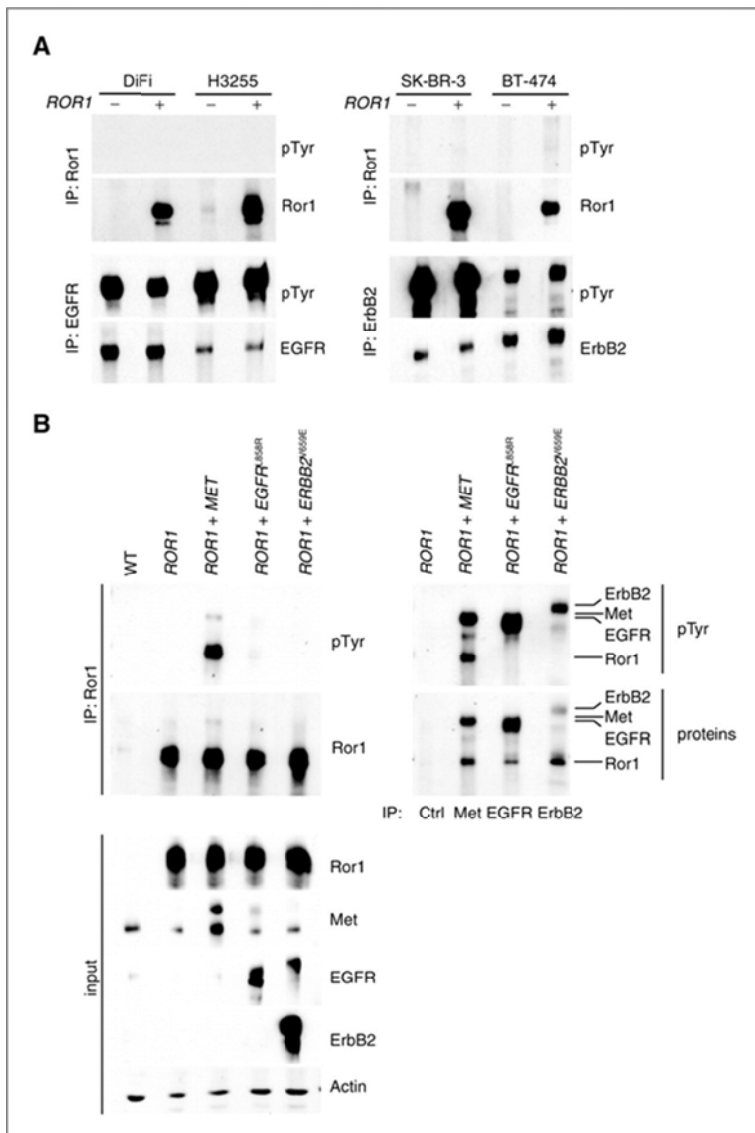 A
DiFi H3255 SK-BR-3 BT-474
ROR1 − + − + ROR1 − + − +
IP: Ror1
pTyr
Ror1
IP: EGFR
pTyr
EGFR
IP: Ror1
pTyr
Ror1
IP: ErbB2
pTyr
ErbB2
B
WT
ROR1
ROR1 + MET
ROR1 + EGFR^L858R
ROR1 + ERBB2^V659E
IP: Ror1
pTyr
Ror1
ROR1
ROR1 + MET
ROR1 + EGFR^L858R
ROR1 + ERBB2^V659E
ErbB2
Met
EGFR
Ror1
pTyr
ErbB2
Met
EGFR
Ror1
proteins
IP: Ctrl Met EGFR ErbB2
input
Ror1
Met
EGFR
ErbB2
Actin